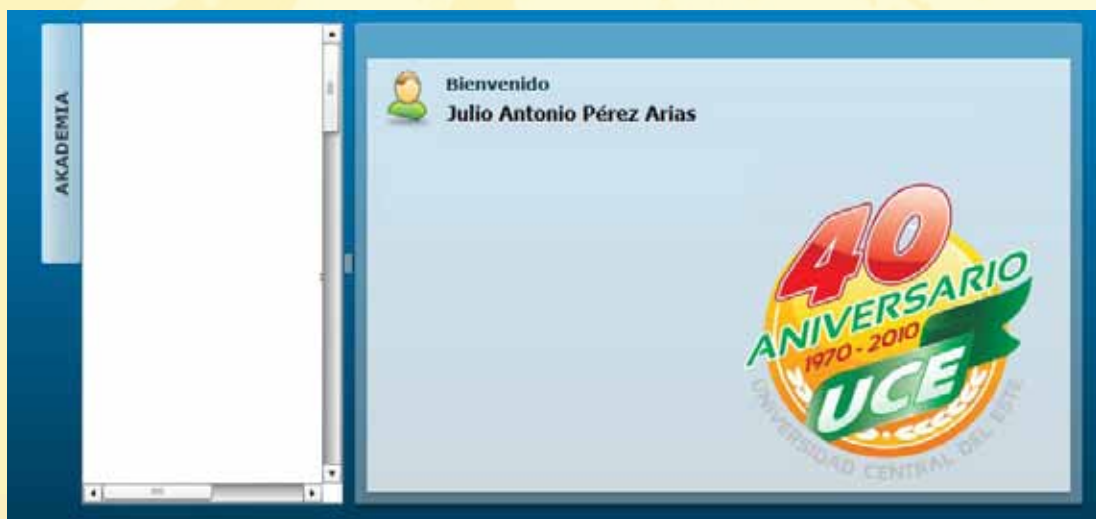 AKADEMIA
Bienvenido
Julio Antonio Pérez Arias
40
ANIVERSARIO
1970 - 2010
UCE
UNIVERSIDAD CENTRAL DEL ESTE